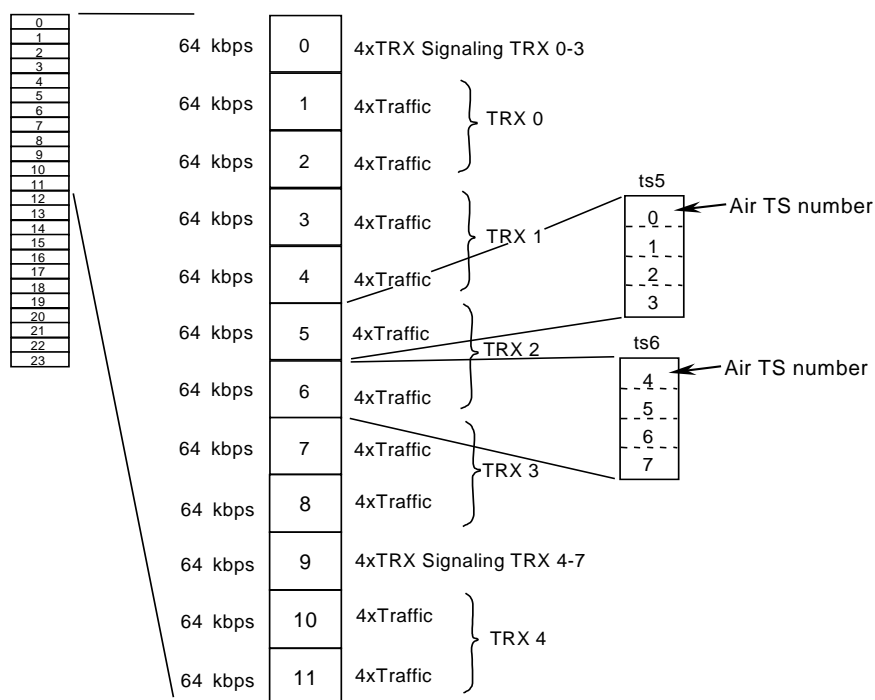 0
1
2
3
4
5
6
7
8
9
10
11
12
13
14
15
16
17
18
19
20
21
22
23
64 kbps 0 4xTRX Signaling TRX 0-3
64 kbps 1 4xTraffic
TRX 0
64 kbps 2 4xTraffic
64 kbps 3 4xTraffic
TRX 1
64 kbps 4 4xTraffic
64 kbps 5 4xTraffic
TRX 2
64 kbps 6 4xTraffic
64 kbps 7 4xTraffic
TRX 3
64 kbps 8 4xTraffic
64 kbps 9 4xTRX Signaling TRX 4-7
64 kbps 10 4xTraffic
TRX 4
64 kbps 11 4xTraffic
ts5
0 Air TS number
1
2
3
ts6
4 Air TS number
5
6
7